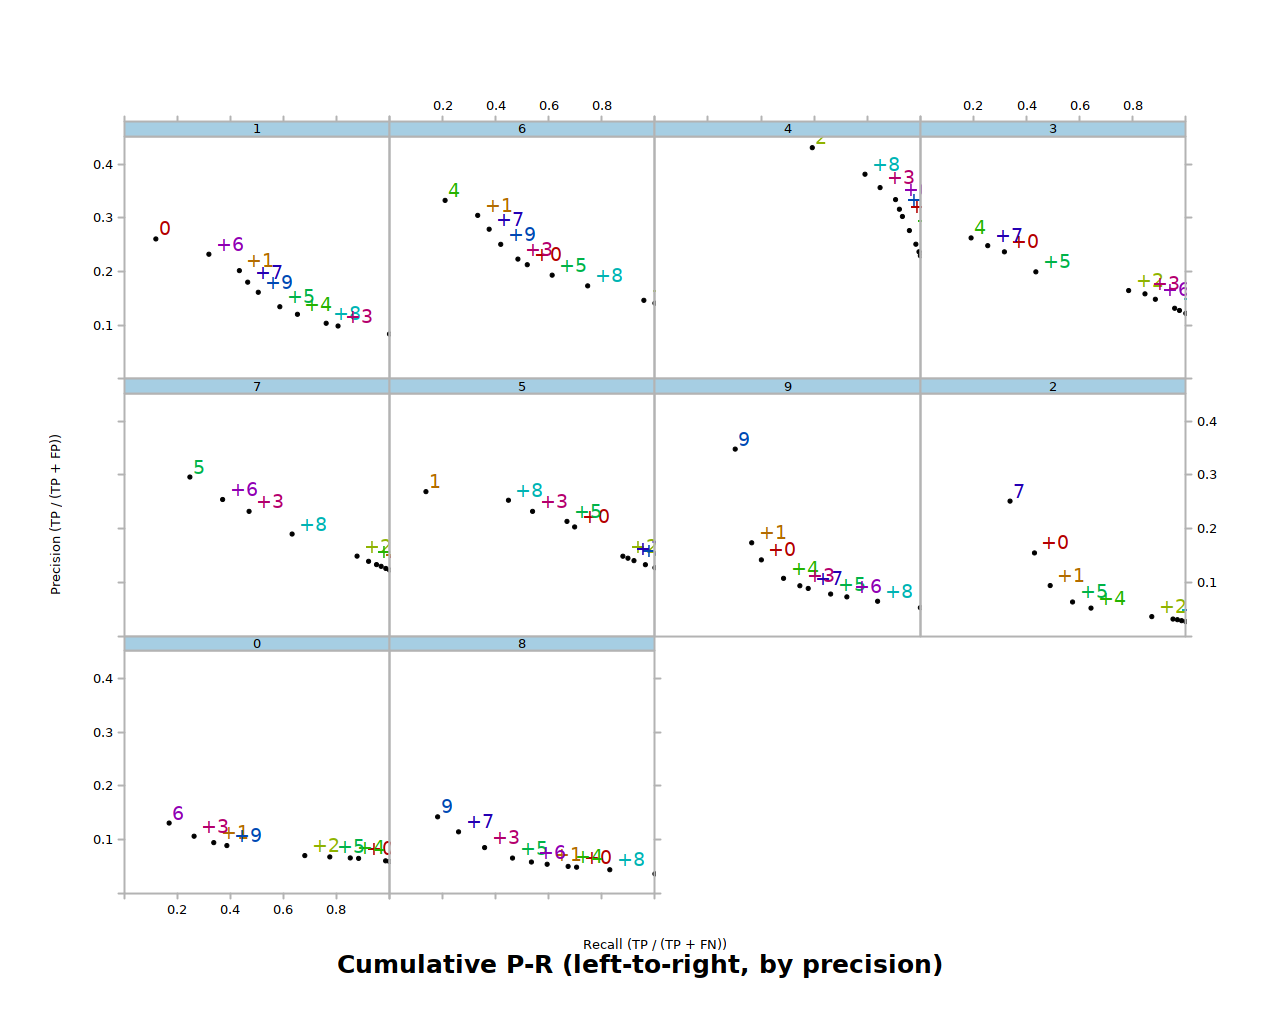 0.2 0.4 0.6 0.8 0.2 0.4 0.6 0.8
1 6 4 3
0.4
0.3
0.2
0.1
0 +6 +1 +7 +9 +5 +4 +8 +3
4 +1 +7 +9 +3 +0 +5 +8
2 +8 +3
4 +7 +0 +5 +2 +3 +6
7 5 9 2
5 +6 +3 +8 +2
1 +8 +3 +5 +0
9 +1 +0 +4 +3 +7 +5 +6 +8
7 +0 +1 +5 +4 +2
0.4
0.3
0.2
0.1
Precision (TP / (TP + FP))
0 8
0.4
0.3
0.2
0.1
6 +3 +1 +9 +2 +5 +4 +0
9 +7 +3 +5 +6 +1 +4 +0 +8
0.2 0.4 0.6 0.8
Recall (TP / (TP + FN))
Cumulative P-R (left-to-right, by precision)